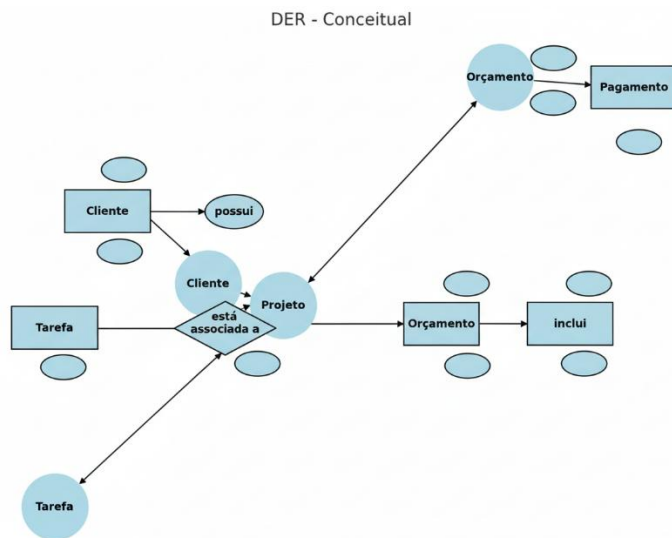 DER - Conceitual
Orçamento
Pagamento
Cliente
possui
Cliente
Projeto
Tarefa
está
associada a
Orçamento
inclui
Tarefa